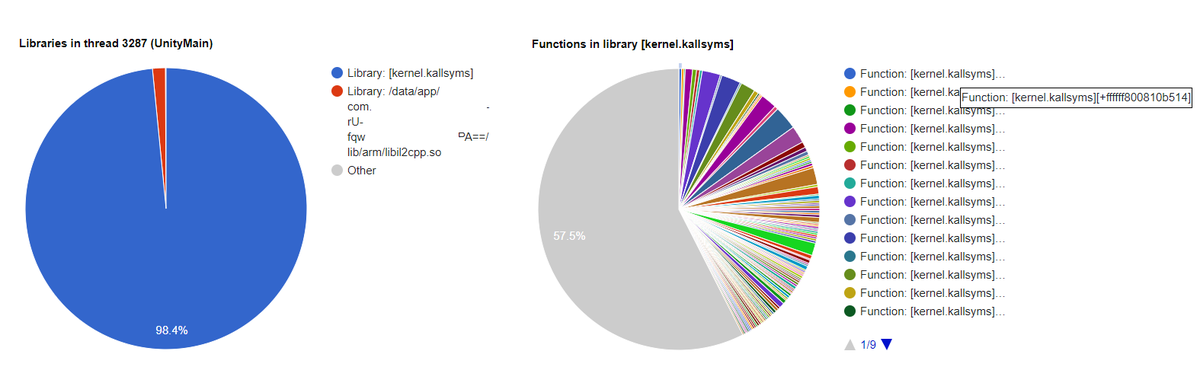 Libraries in thread 3287 (UnityMain)
98.4%
Library: [kernel.kallsyms]
Library: /data/app/
com. -
rU-
fqw PA==/
lib/arm/libil2cpp.so
Other
Functions in library [kernel.kallsyms]
57.5%
Function: [kernel.kallsyms]…
Function: [kernel.ka
Function: [kernel.kallsyms][+ffffff800810b514]
Function: [kernel.kallsyms]…
Function: [kernel.kallsyms]…
Function: [kernel.kallsyms]…
Function: [kernel.kallsyms]…
Function: [kernel.kallsyms]…
Function: [kernel.kallsyms]…
Function: [kernel.kallsyms]…
Function: [kernel.kallsyms]…
Function: [kernel.kallsyms]…
Function: [kernel.kallsyms]…
Function: [kernel.kallsyms]…
Function: [kernel.kallsyms]…
1/9